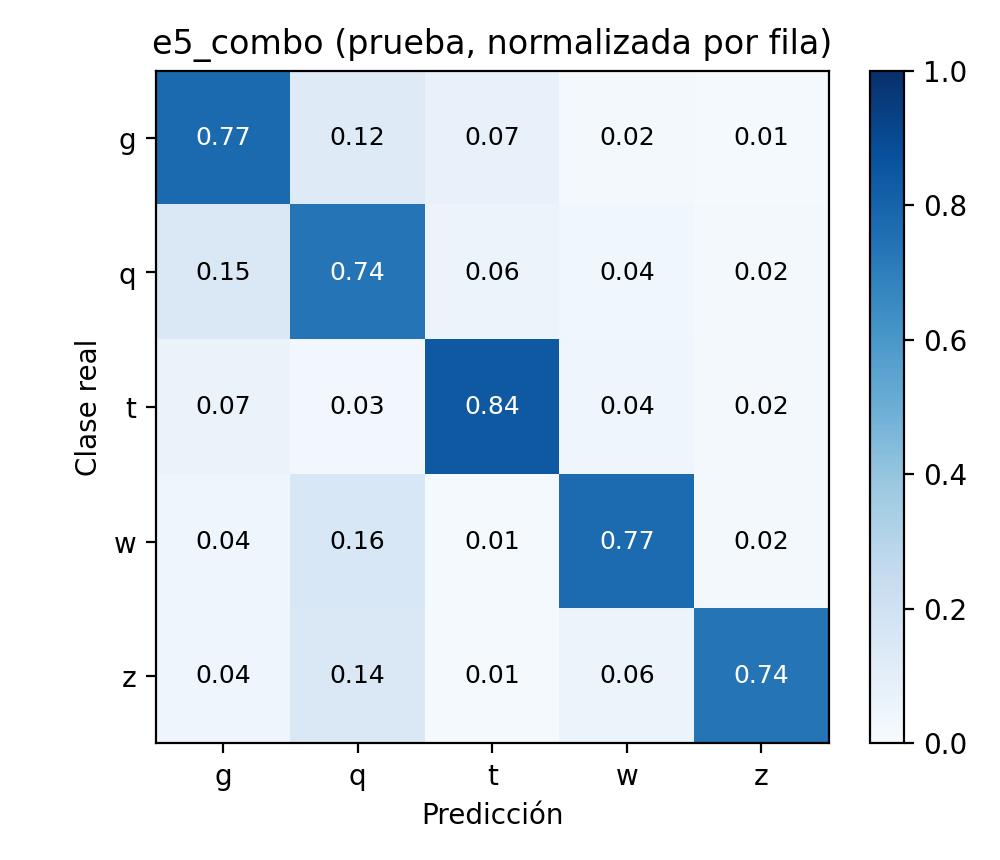 e5_combo (prueba, normalizada por fila)
g 0.77 0.12 0.07 0.02 0.01
q 0.15 0.74 0.06 0.04 0.02
t 0.07 0.03 0.84 0.04 0.02
w 0.04 0.16 0.01 0.77 0.02
z 0.04 0.14 0.01 0.06 0.74
g q t w z
Predicción
Clase real
1.0
0.8
0.6
0.4
0.2
0.0